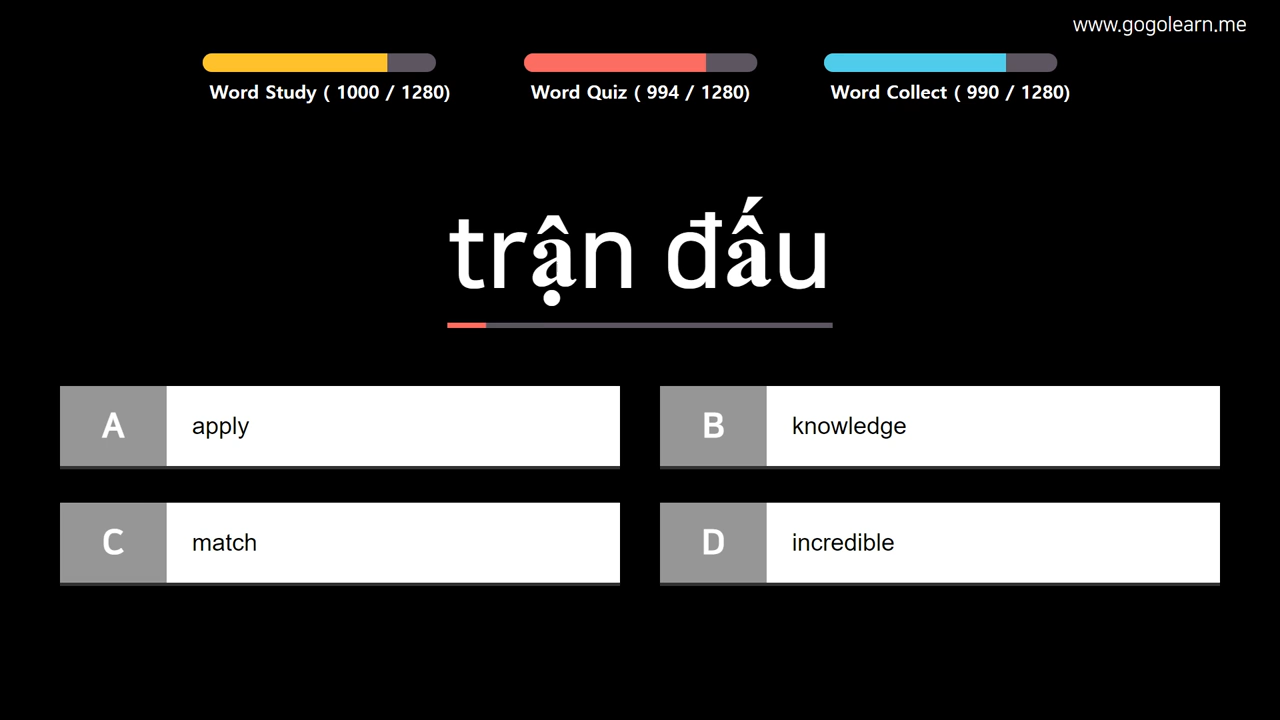 www.gogolearn.me
Word Study ( 1000 / 1280)
Word Quiz ( 994 / 1280)
Word Collect ( 990 / 1280)
trận đấu
A apply
B knowledge
C match
D incredible